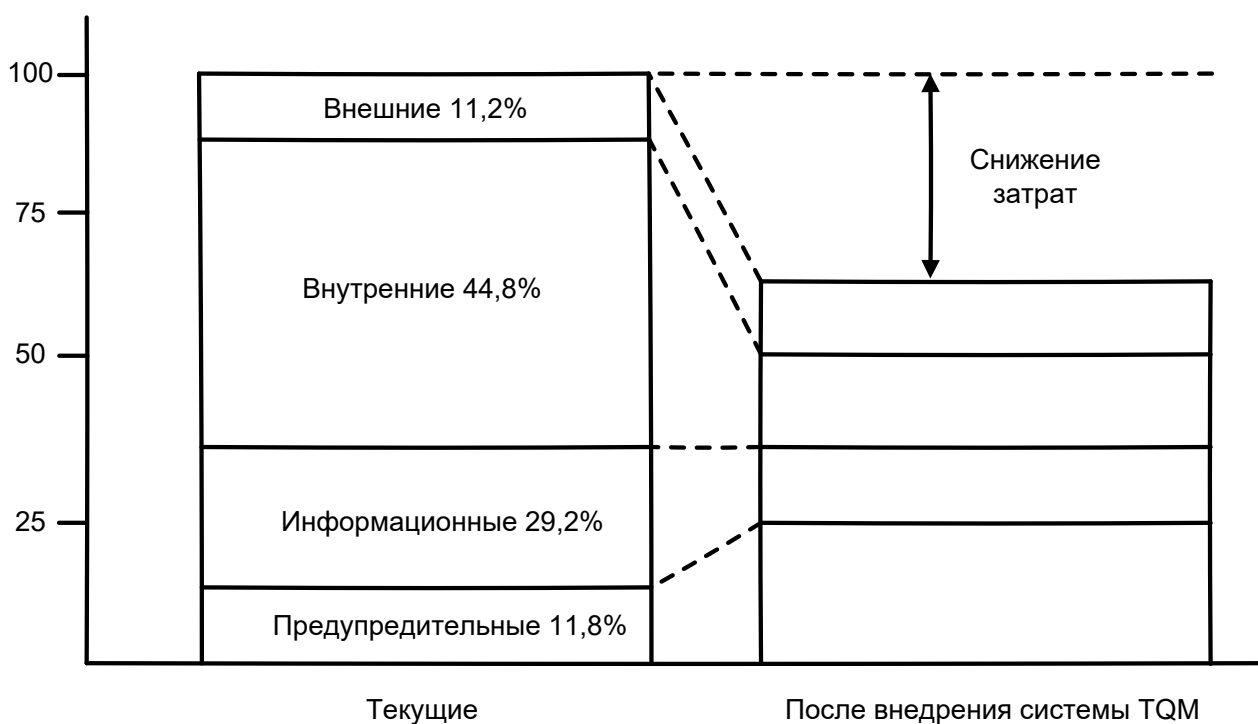 100
Внешние 11,2%
Снижение
затрат
75
Внутренние 44,8%
50
25
Информационные 29,2%
Предупредительные 11,8%
Текущие
После внедрения системы TQM